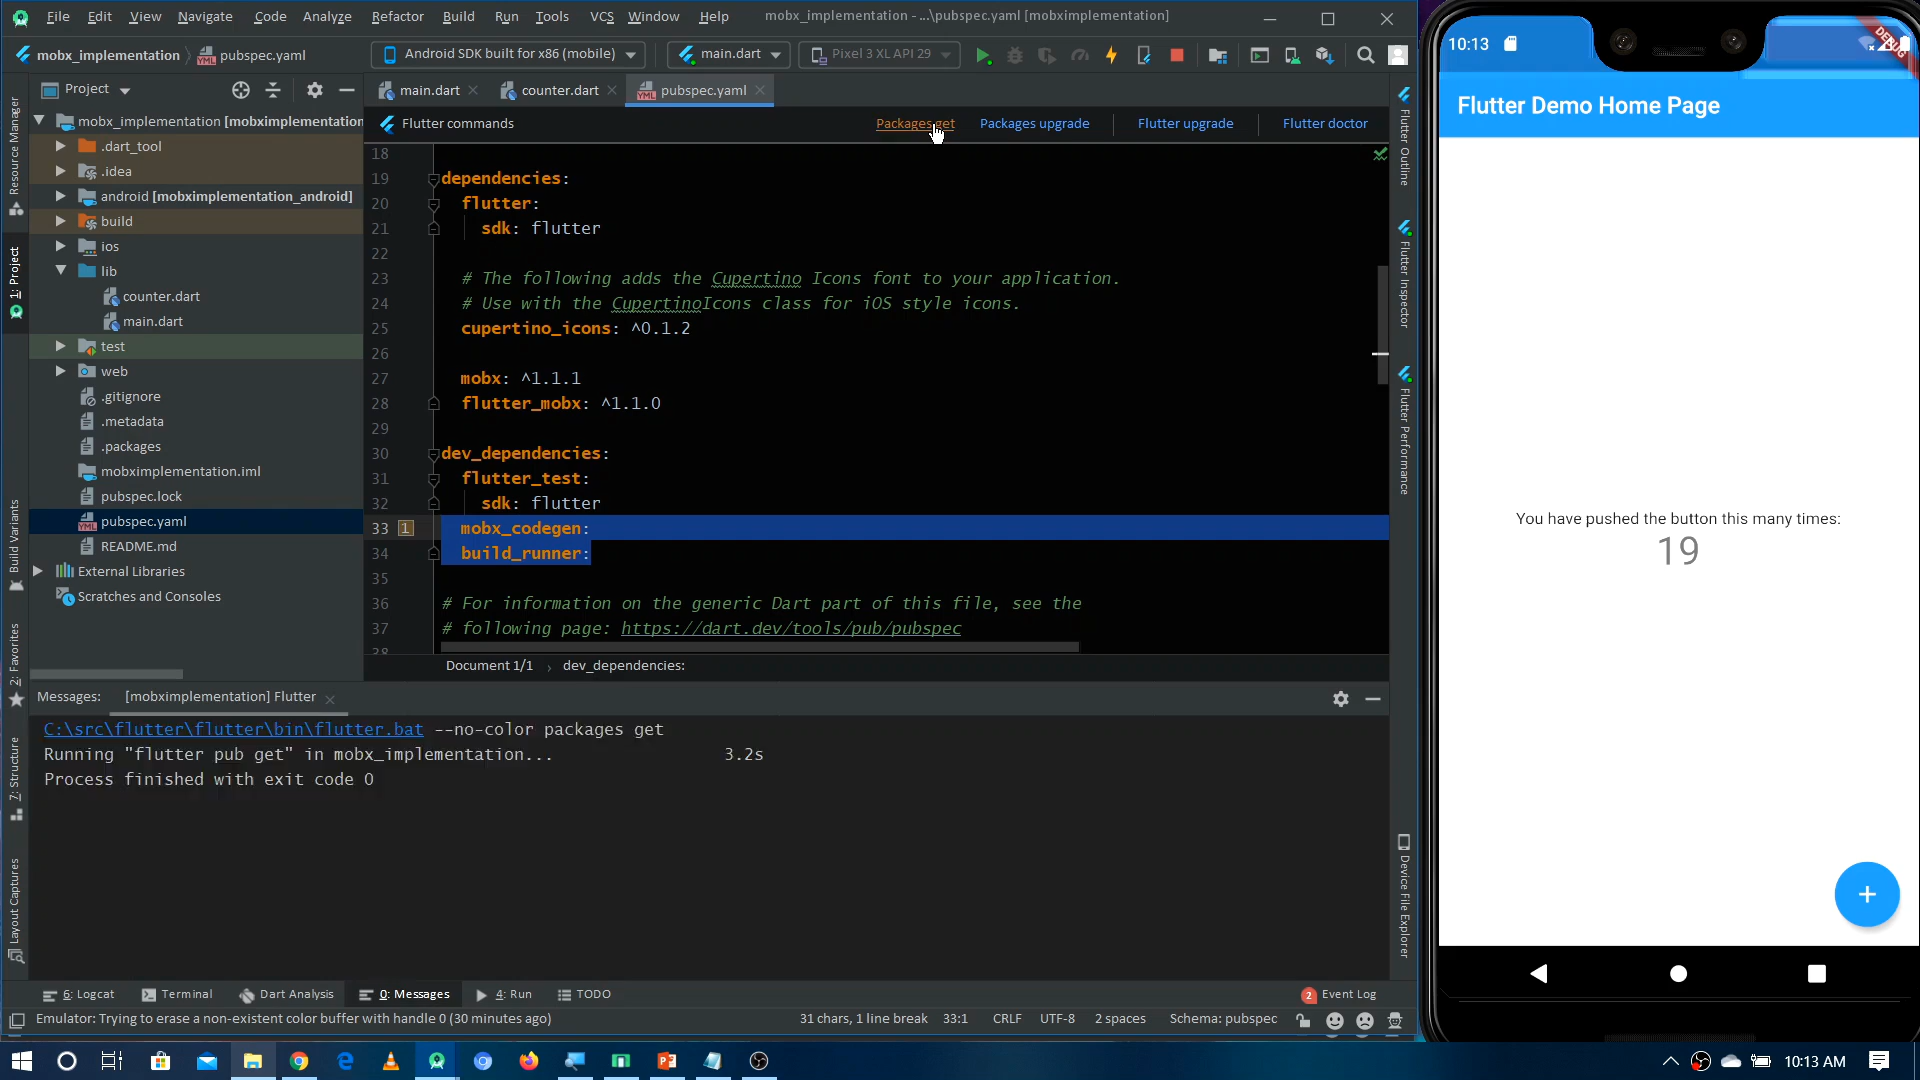 File Edit View Navigate Code Analyze Refactor Build Run Tools VCS Window Help mobx_implementation - ...\pubspec.yaml [mobximplementation]
mobx_implementation pubspec.yaml Android SDK built for x86 (mobile) main.dart Pixel 3 XL API 29
Project main.dart counter.dart pubspec.yaml
Flutter commands Packages get Packages upgrade Flutter upgrade Flutter doctor
mobx_implementation [mobximplementation
.dart_tool
.idea
android [mobximplementation_android]
build
ios
lib
counter.dart
main.dart
test
web
.gitignore
.metadata
.packages
mobximplementation.iml
pubspec.lock
pubspec.yaml
README.md
External Libraries
Scratches and Consoles
18
19 dependencies:
20 flutter:
21 sdk: flutter
22
23 # The following adds the Cupertino Icons font to your application.
24 # Use with the CupertinoIcons class for iOS style icons.
25 cupertino_icons: ^0.1.2
26
27 mobx: ^1.1.1
28 flutter_mobx: ^1.1.0
29
30 dev_dependencies:
31 flutter_test:
32 sdk: flutter
33 1 mobx_codegen:
34 build_runner:
35
36 # For information on the generic Dart part of this file, see the
37 # following page: https://dart.dev/tools/pub/pubspec
38
Document 1/1 › dev_dependencies:
Messages: [mobximplementation] Flutter
C:\src\flutter\flutter\bin\flutter.bat --no-color packages get
Running "flutter pub get" in mobx_implementation... 3.2s
Process finished with exit code 0
Resource Manager
1: Project
Build Variants
2: Favorites
7: Structure
Layout Captures
Flutter Outline
Flutter Inspector
Flutter Performance
Device File Explorer
6: Logcat Terminal Dart Analysis 0: Messages 4: Run TODO 2 Event Log
Emulator: Trying to erase a non-existent color buffer with handle 0 (30 minutes ago) 31 chars, 1 line break 33:1 CRLF UTF-8 2 spaces Schema: pubspec
10:13
DEBUG
Flutter Demo Home Page
You have pushed the button this many times:
19
10:13 AM